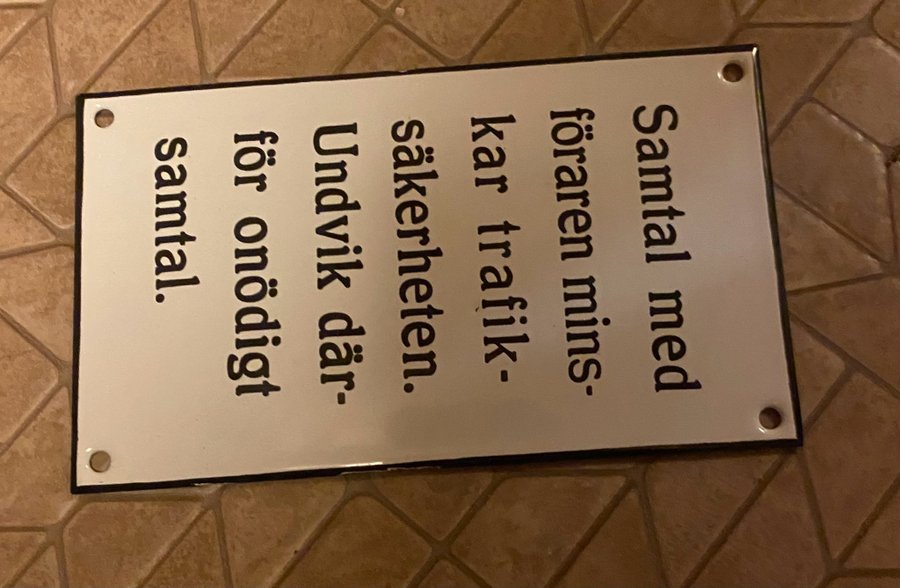 Samtal med
föraren mins-
kar trafik-
säkerheten.
Undvik där-
för onödigt
samtal.